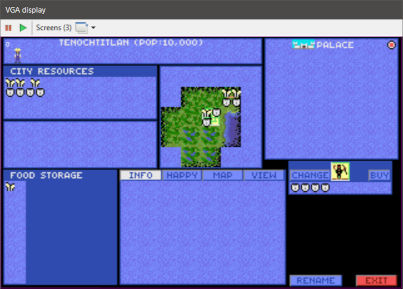 VGA display
Screens (3)
TENOCHTITLAN (POP:10,000)
PALACE
CITY RESOURCES
FOOD STORAGE
INFO HAPPY MAP VIEW
CHANGE BUY
RENAME EXIT